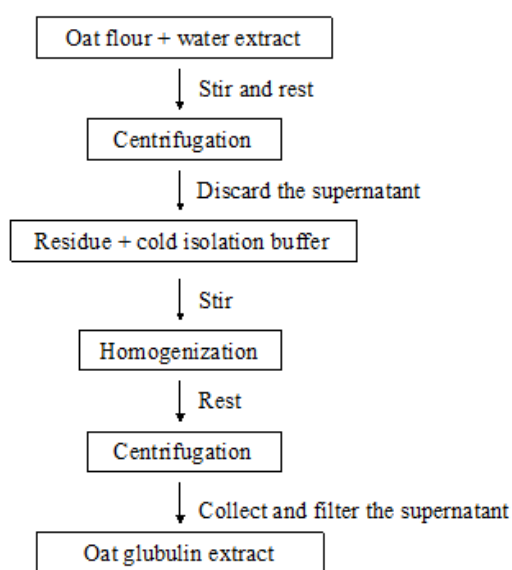 Oat flour + water extract
Stir and rest
Centrifugation
Discard the supernatant
Residue + cold isolation buffer
Stir
Homogenization
Rest
Centrifugation
Collect and filter the supernatant
Oat glubulin extract